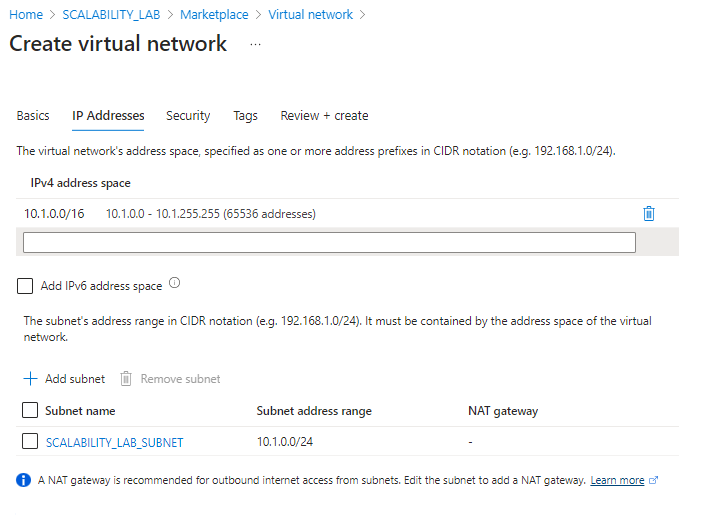 Home > SCALABILITY_LAB > Marketplace > Virtual network >
Create virtual network ...
Basics IP Addresses Security Tags Review + create
The virtual network's address space, specified as one or more address prefixes in CIDR notation (e.g. 192.168.1.0/24).
IPv4 address space
10.1.0.0/16 10.1.0.0 - 10.1.255.255 (65536 addresses)
Add IPv6 address space
The subnet's address range in CIDR notation (e.g. 192.168.1.0/24). It must be contained by the address space of the virtual
network.
+ Add subnet Remove subnet
Subnet name Subnet address range NAT gateway
SCALABILITY_LAB_SUBNET 10.1.0.0/24 -
A NAT gateway is recommended for outbound internet access from subnets. Edit the subnet to add a NAT gateway. Learn more